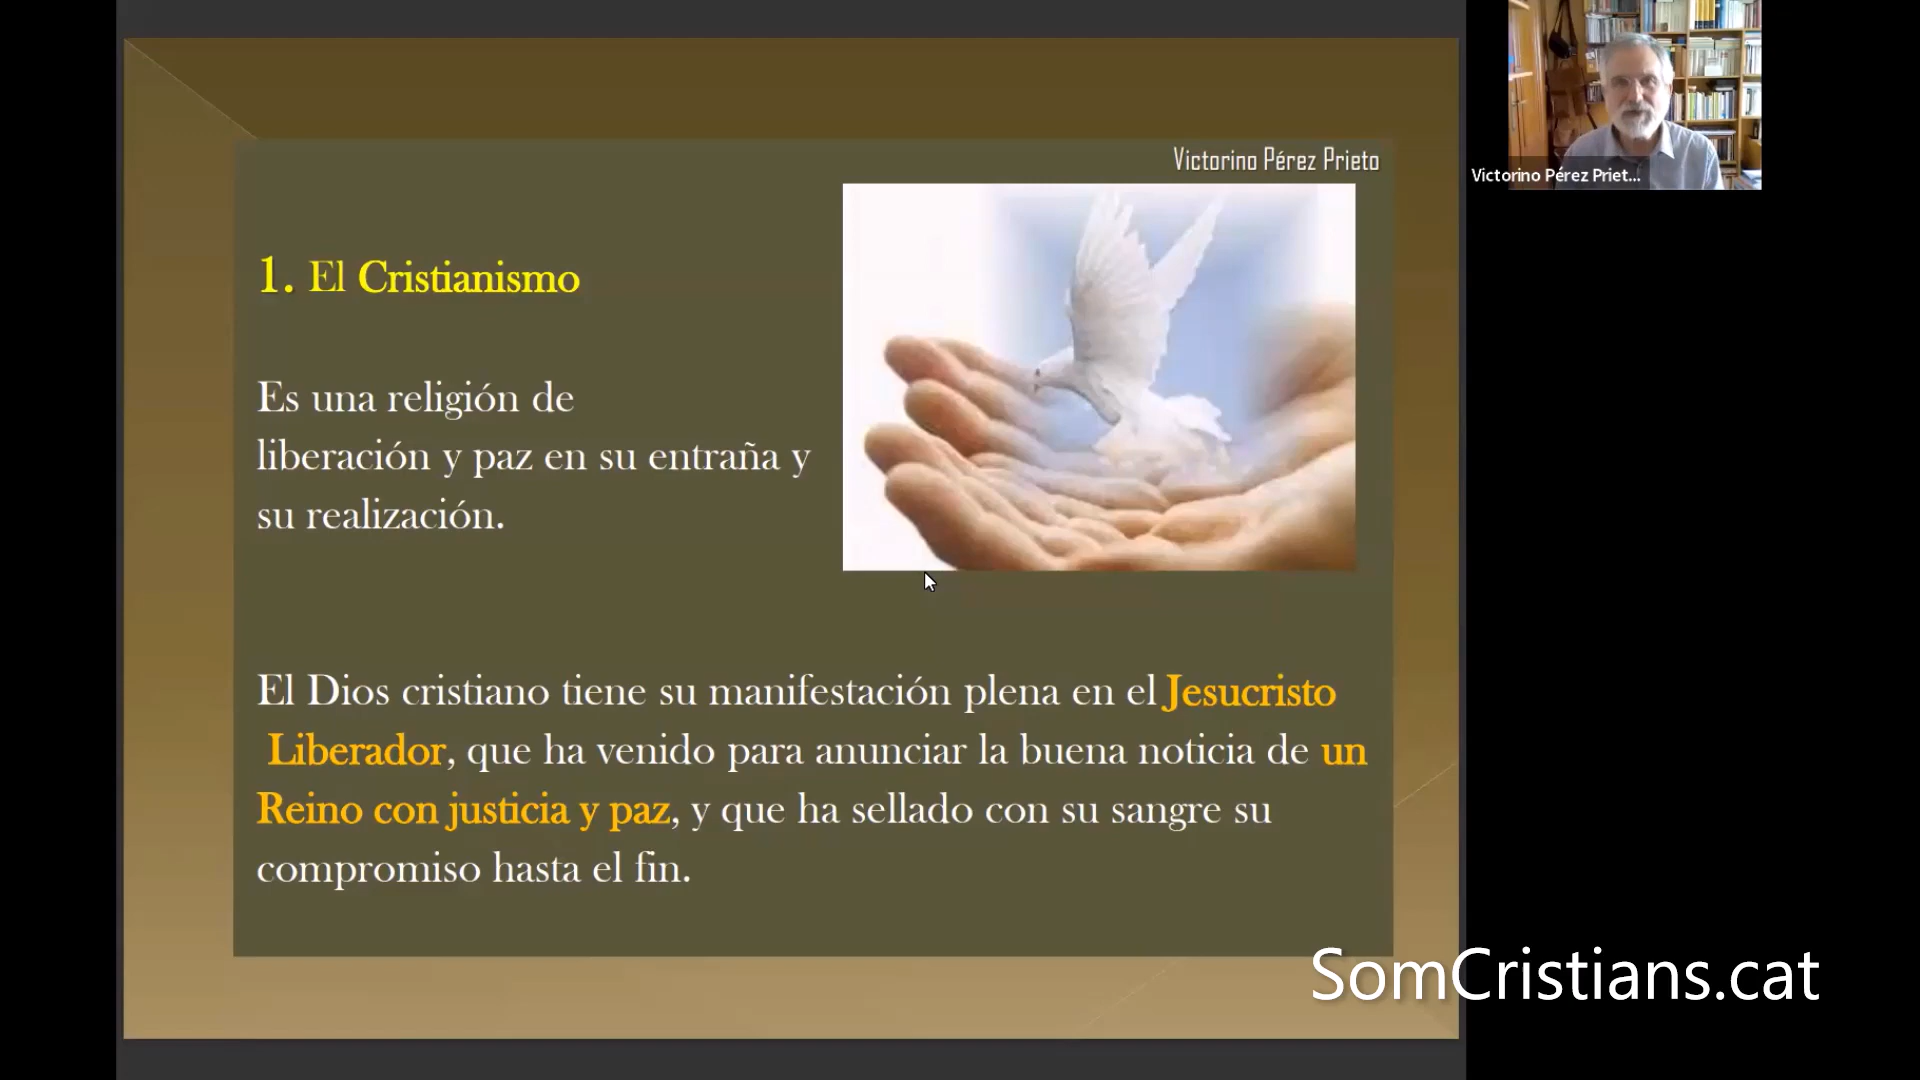 Victorino Pérez Prieto
Victorino Pérez Priet...
1. El Cristianismo
Es una religión de
liberación y paz en su entraña y
su realización.
El Dios cristiano tiene su manifestación plena en el Jesucristo
Liberador, que ha venido para anunciar la buena noticia de un
Reino con justicia y paz, y que ha sellado con su sangre su
compromiso hasta el fin.
SomCristians.cat